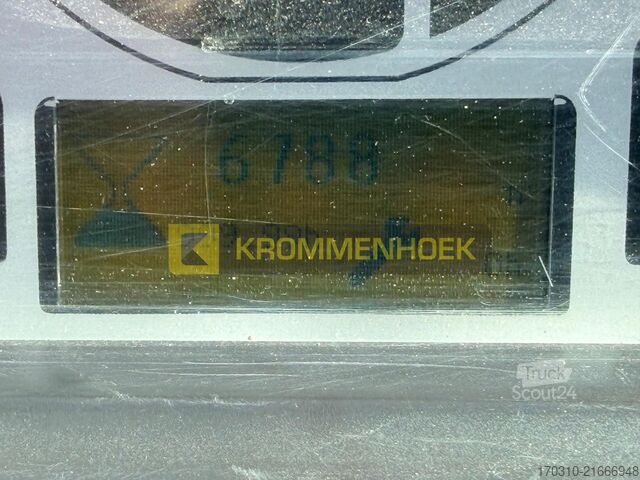 6788
KROMMENHOEK
Truck
Scout24
170310-21666948